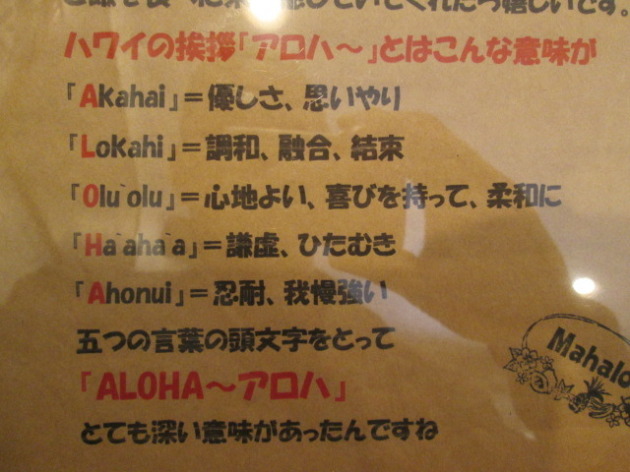 嬉しいです。
ハワイの挨拶「アロハ～」とはこんな意味が
「Akahai」＝優しさ、思いやり
「Lokahi」＝調和、融合、結束
「Olu`olu」＝心地よい、喜びを持って、柔和に
「Ha`aha`a」＝謙虚、ひたむき
「Ahonui」＝忍耐、我慢強い
五つの言葉の頭文字をとって
「ALOHA～アロハ」
とても深い意味があったんですね
Mahalo